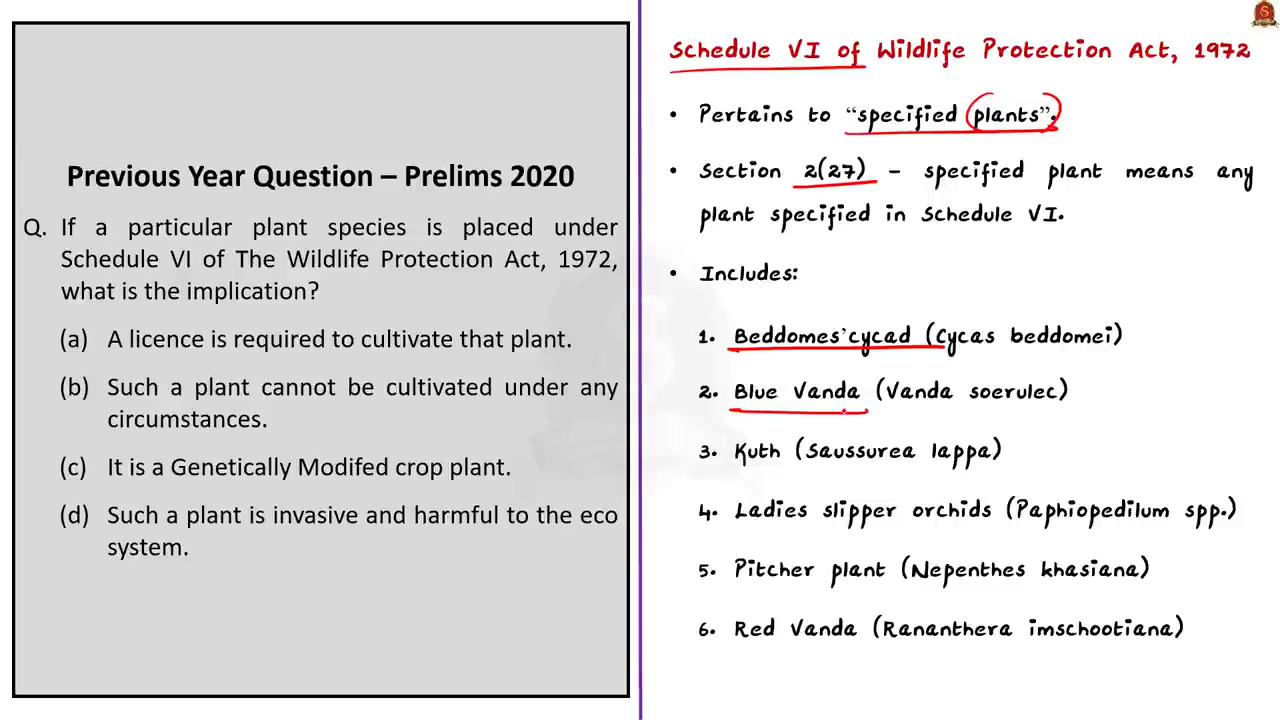 Previous Year Question – Prelims 2020
Q. If a particular plant species is placed under
Schedule VI of The Wildlife Protection Act, 1972,
what is the implication?
(a) A licence is required to cultivate that plant.
(b) Such a plant cannot be cultivated under any
circumstances.
(c) It is a Genetically Modifed crop plant.
(d) Such a plant is invasive and harmful to the eco
system.
Schedule VI of Wildlife Protection Act, 1972
• Pertains to “specified plants”.
• Section 2(27) – specified plant means any
plant specified in Schedule VI.
• Includes:
1. Beddomes’cycad (Cycas beddomei)
2. Blue Vanda (Vanda soerulec)
3. Kuth (Saussurea lappa)
4. Ladies slipper orchids (Paphiopedilum spp.)
5. Pitcher plant (Nepenthes khasiana)
6. Red Vanda (Rananthera imschootiana)